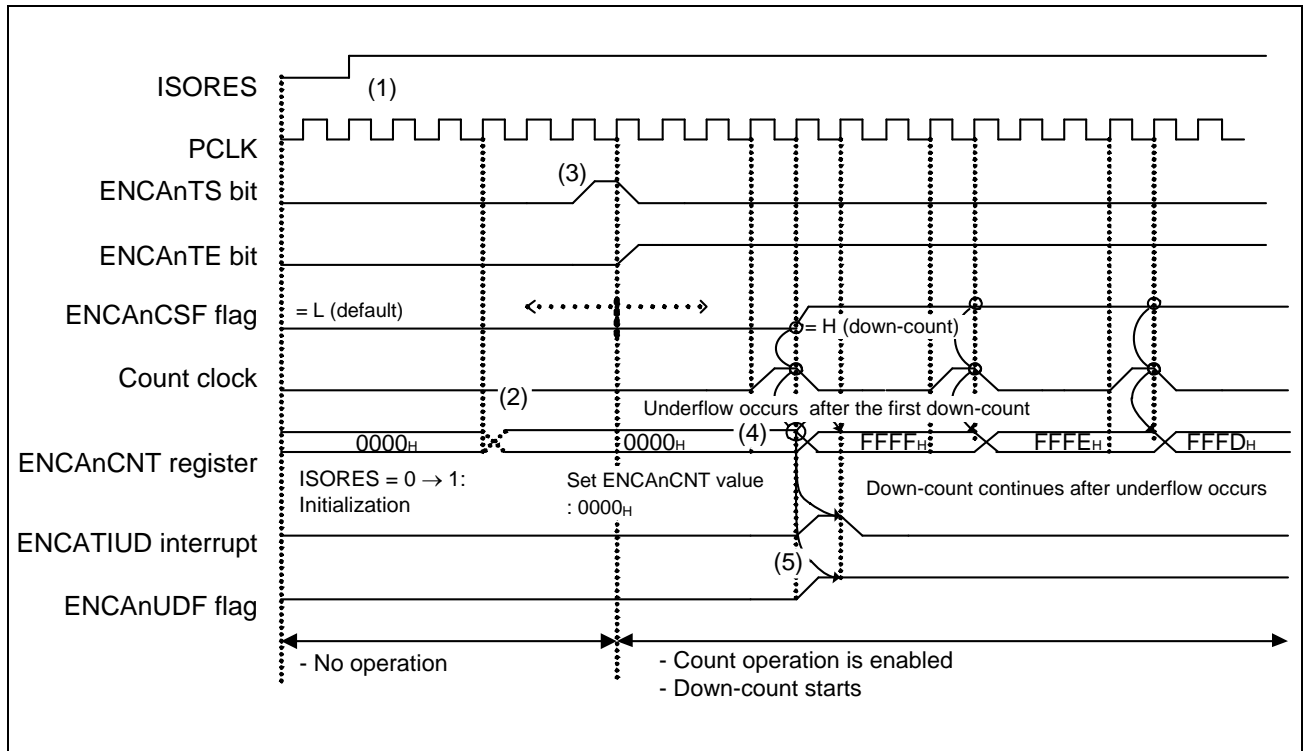 ISORES
(1)
PCLK
ENCAnTS bit
(3)
ENCAnTE bit
ENCAnCSF flag
= L (default)
= H (down-count)
Count clock
(2)
Underflow occurs after the first down-count
ENCAnCNT register
0000H
0000H
(4)
FFFFH
FFFEH
FFFDH
ISORES = 0 → 1:
Initialization
Set ENCAnCNT value
: 0000H
Down-count continues after underflow occurs
ENCATIUD interrupt
(5)
ENCAnUDF flag
- No operation
- Count operation is enabled
- Down-count starts